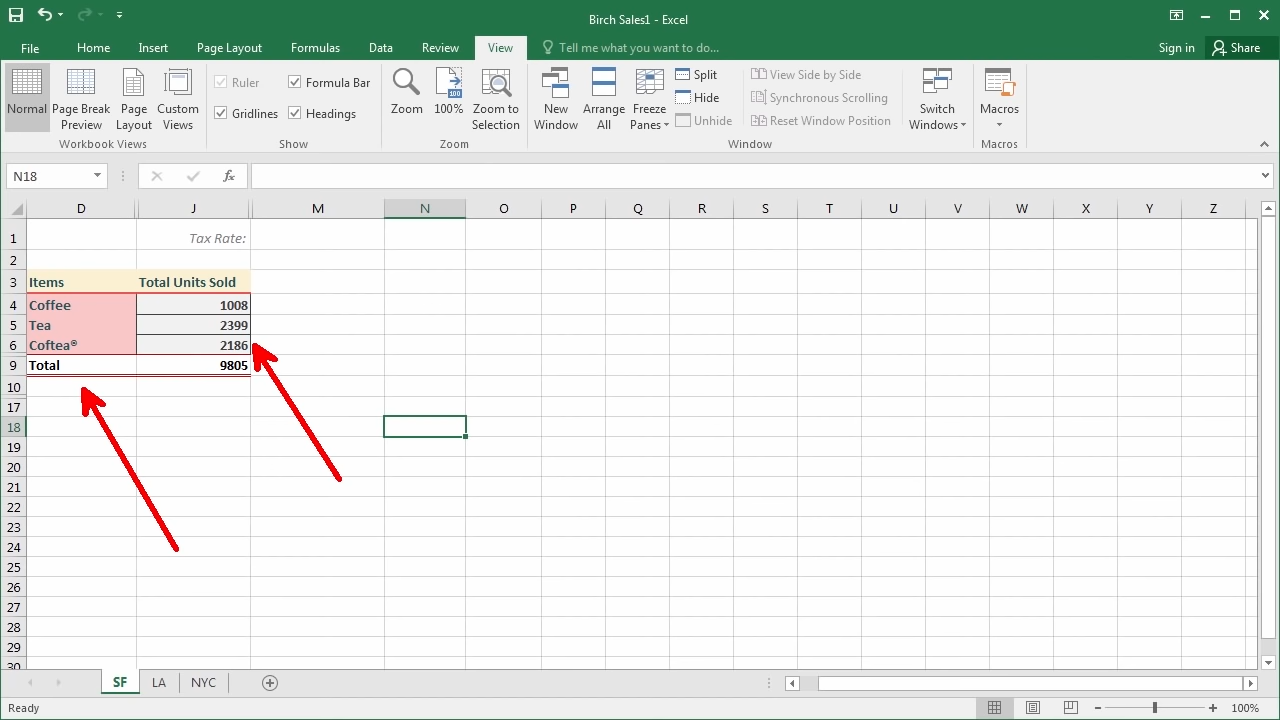 Birch Sales1 - Excel
File Home Insert Page Layout Formulas Data Review View Tell me what you want to do... Sign in Share
Normal Page Break Preview Page Layout Custom Views
Workbook Views
Ruler Formula Bar
Gridlines Headings
Show
Zoom 100% Zoom to Selection
Zoom
New Window Arrange All Freeze Panes Split Hide Unhide
View Side by Side
Synchronous Scrolling
Reset Window Position
Switch Windows
Window
Macros
Macros
N18 fx
D J M N O P Q R S T U V W X Y Z
1 Tax Rate:
2
3 Items Total Units Sold
4 Coffee 1008
5 Tea 2399
6 Coftea® 2186
9 Total 9805
10
17
18
19
20
21
22
23
24
25
26
27
28
29
30
SF LA NYC
Ready 100%